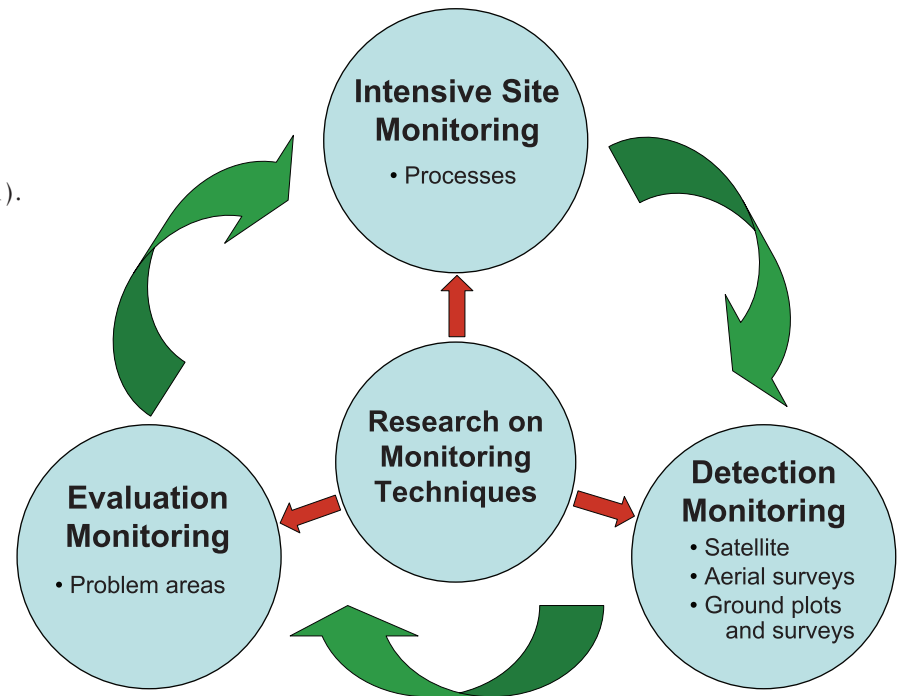 Intensive Site
Monitoring
• Processes
).
Research on
Monitoring
Techniques
Evaluation
Monitoring
• Problem areas
Detection
Monitoring
• Satellite
• Aerial surveys
• Ground plots
and surveys